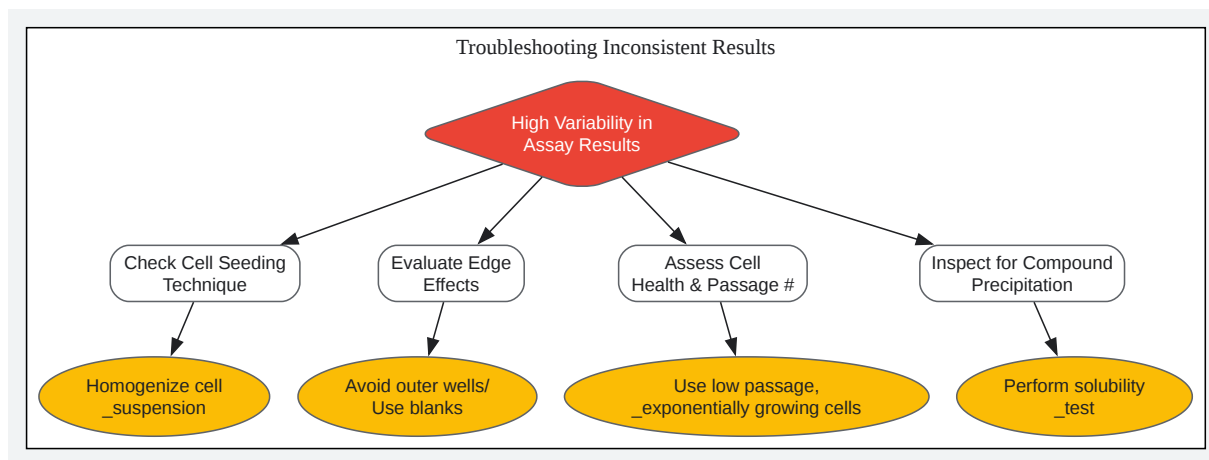 Troubleshooting Inconsistent Results
High Variability in
Assay Results
Check Cell Seeding
Technique
Evaluate Edge
Effects
Assess Cell
Health & Passage #
Inspect for Compound
Precipitation
Homogenize cell
_suspension
Avoid outer wells/
Use blanks
Use low passage,
_exponentially growing cells
Perform solubility
_test